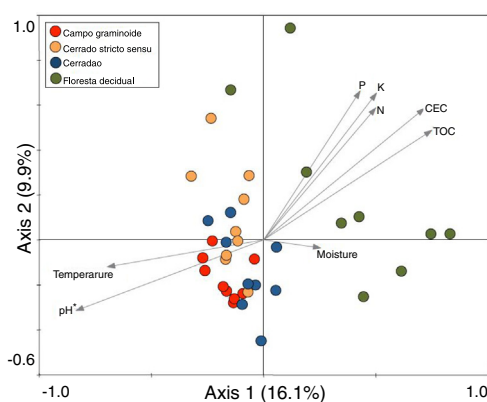 1.0
Campo graminoide
Cerrado stricto sensu
Cerradao
Floresta decidual
P K
N CEC
TOC
Axis 2 (9.9%)
Moisture
Temperarure
pH*
-0.6
-1.0 Axis 1 (16.1%) 1.0